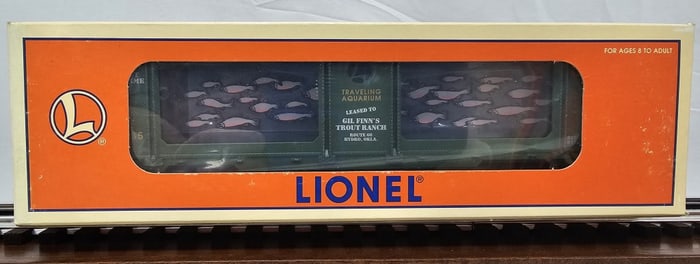 FOR AGES 8 TO ADULT
L
®
TRAVELING
AQUARIUM
LEASED TO
GIL FINN'S
TROUT RANCH
ROUTE 66
HYDRO, OKLA.
LIONEL®